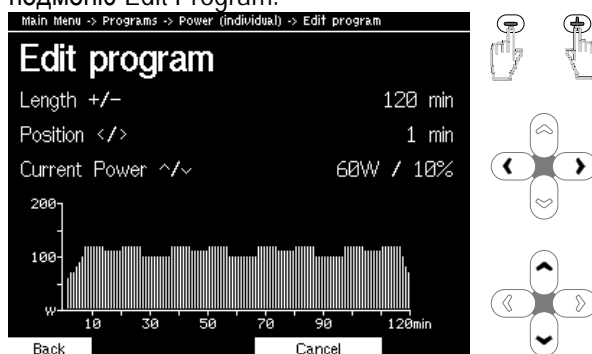 подменю Edit Program.
Main Menu -> Programs -> Power (individual) -> Edit program
Edit program
Length +/- 120 min
Position </> 1 min
Current Power ^/v 60W / 10%
200
100
W
10 30 50 70 90 120min
Back Cancel